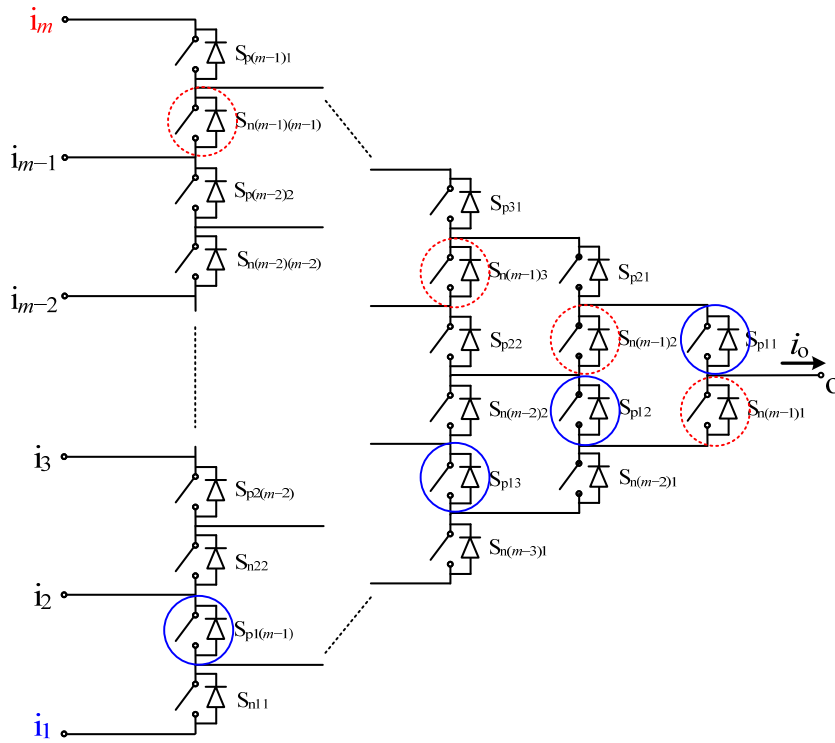 im
Sp(m−1)1
Sn(m−1)(m−1)
im−1
Sp(m−2)2
Sn(m−2)(m−2)
im−2
Sp31
Sn(m−1)3
Sp21
Sp22
Sn(m−1)2
Sp11
io
Sn(m−2)2
Sp12
Sn(m−1)1
i3
Sp13
Sn(m−2)1
Sp2(m−2)
Sn22
Sn(m−3)1
i2
Sp1(m−1)
Sn11
i1